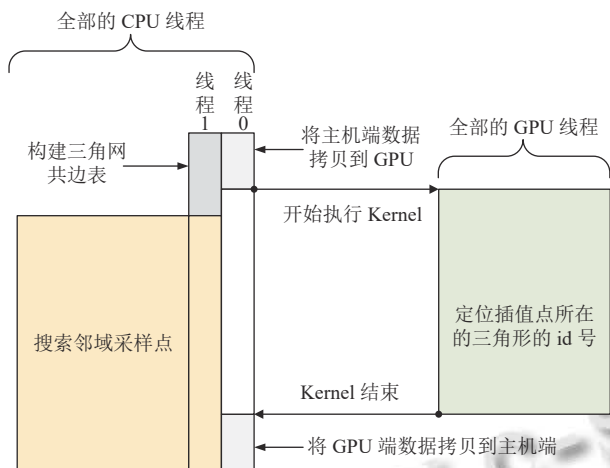 全部的 CPU 线程
线程1
线程0
构建三角网
共边表
将主机端数据
拷贝到 GPU
全部的 GPU 线程
开始执行 Kernel
搜索邻域采样点
定位插值点所在
的三角形的 id 号
Kernel 结束
将 GPU 端数据拷贝到主机端